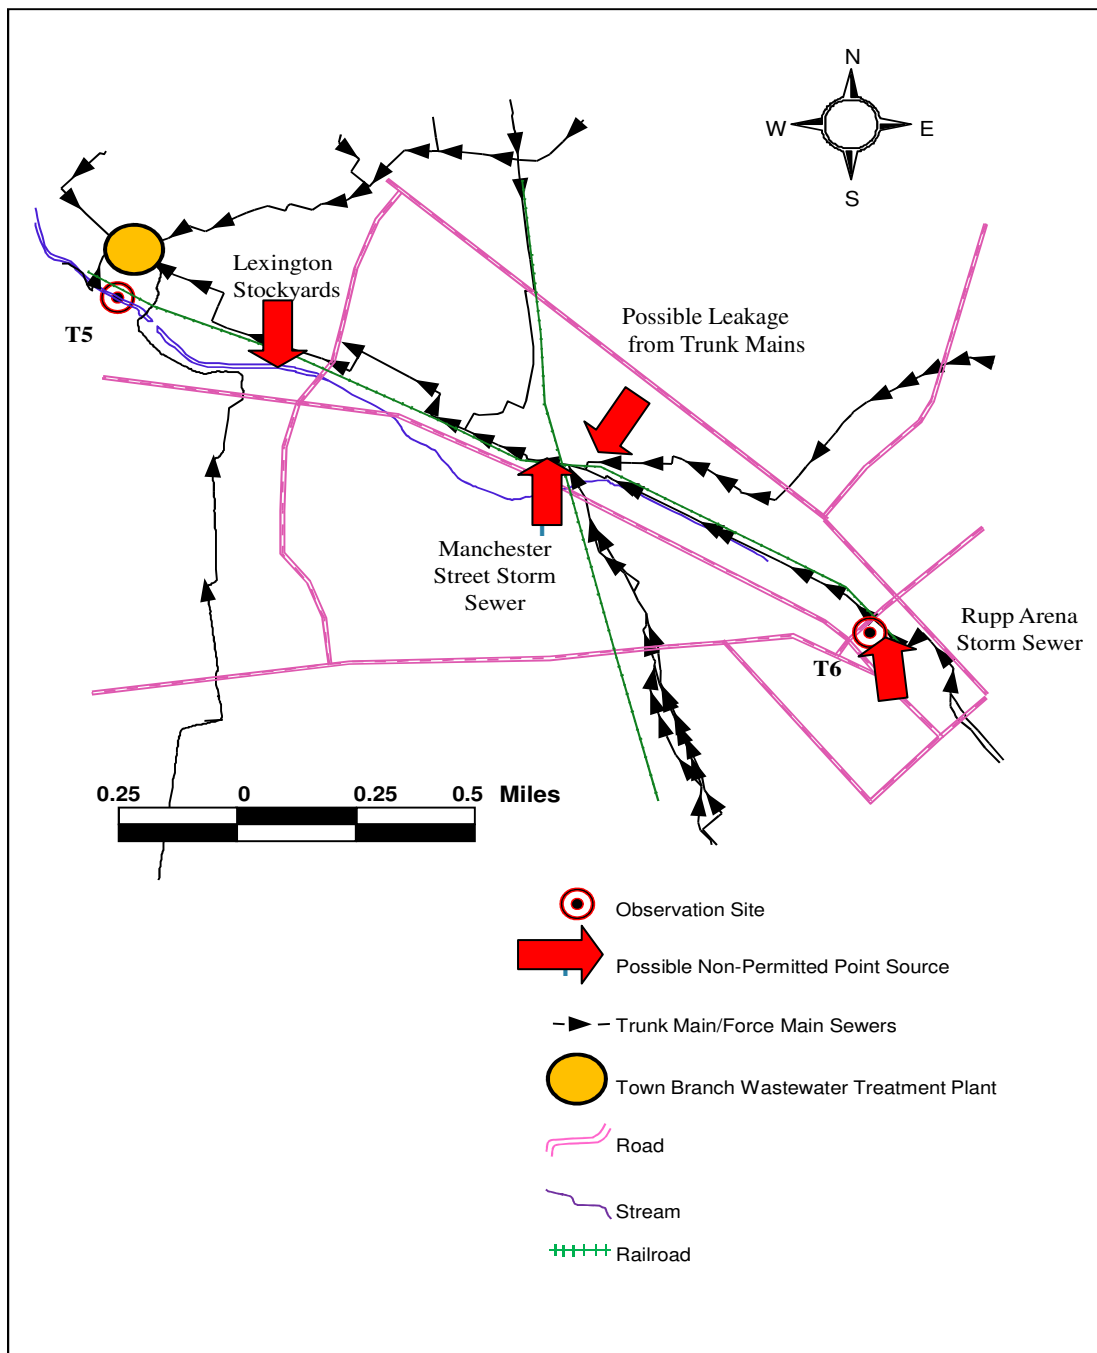 N
W
E
S
Lexington
Stockyards
T5
Possible Leakage
from Trunk Mains
Manchester
Street Storm
Sewer
Rupp Arena
Storm Sewer
T6
0.25 0 0.25 0.5 Miles
Observation Site
Possible Non-Permitted Point Source
Trunk Main/Force Main Sewers
Town Branch Wastewater Treatment Plant
Road
Stream
Railroad